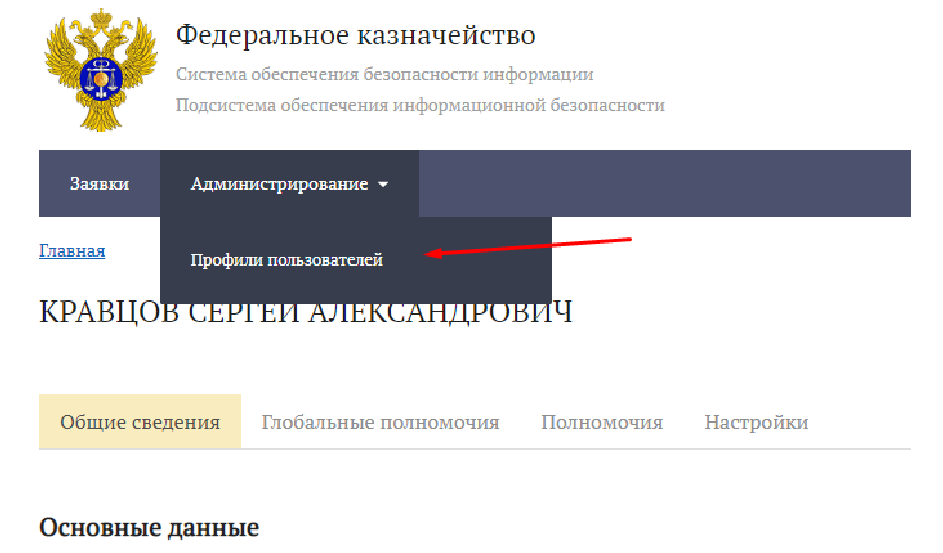 Федеральное казначейство
Система обеспечения безопасности информации
Подсистема обеспечения информационной безопасности
Заявки Администрирование
Главная
Профили пользователей
КРАВЦОВ СЕРГЕЙ АЛЕКСАНДРОВИЧ
Общие сведения Глобальные полномочия Полномочия Настройки
Основные данные